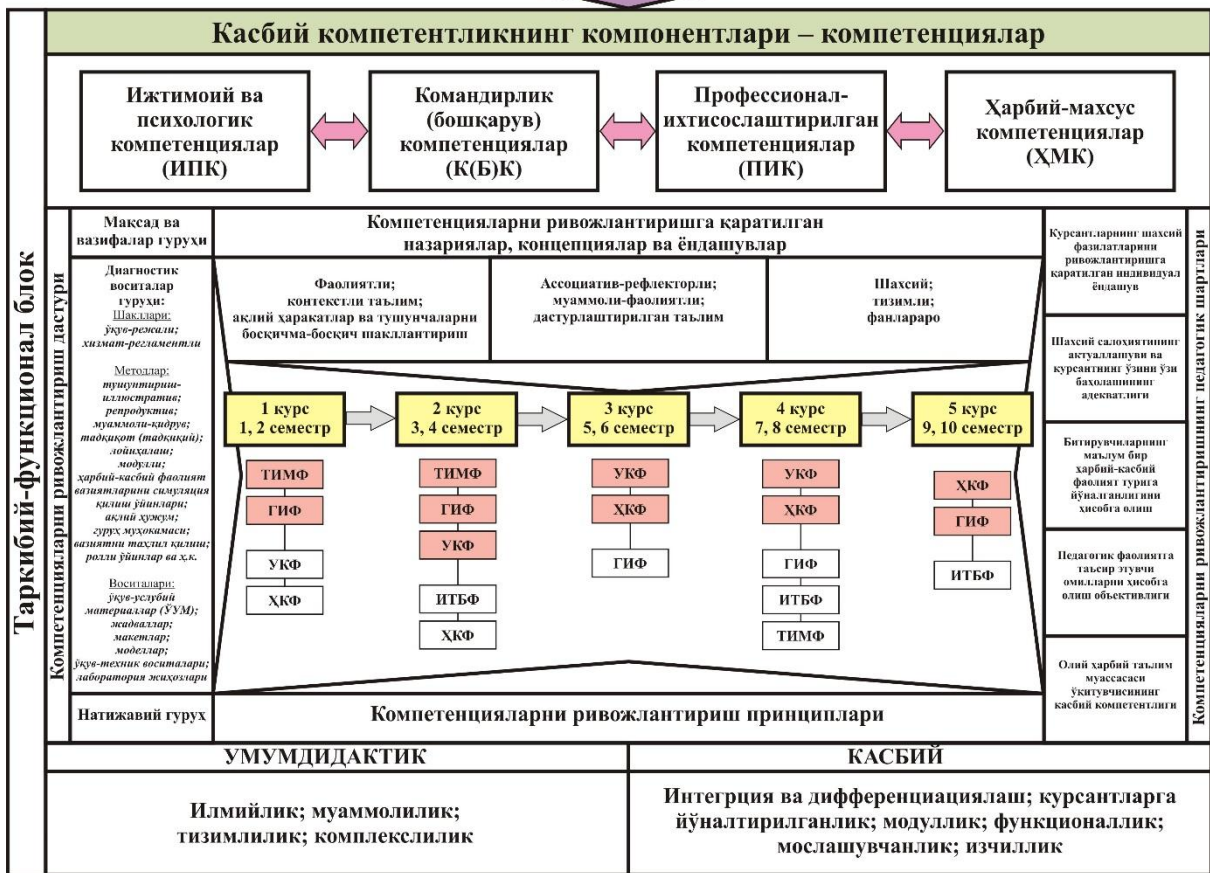 Касбий компетентликнинг компонентлари – компетенциялар
Ижтимоий ва
психологик
компетенциялар
(ИПК)
Командирлик
(бошқарув)
компетенциялар
(К(Б)К)
Профессионал-
ихтисослаштирилган
компетенциялар
(ПИК)
Ҳарбий-махсус
компетенциялар
(ҲМК)
Таркибий-функционал блок
Компетенцияларни ривожлантириш дастури
Мақсад ва
вазифалар гуруҳи
Диагностик
воситалар
гуруҳи:
Шакллари:
ўқув-режали;
хизмат-регламентли
Методлар:
тушунтириш-
иллюстратив;
репродуктив;
муаммоли-қидрув;
тадқиқот (тадқиқий);
лойиҳалаш;
модулли;
ҳарбий-касбий фаолият
вазиятларини симуляция
қилиш ўйинлари;
ақлий ҳужум;
гуруҳ муҳокамаси;
вазиятни таҳлил қилиш;
ролли ўйинлар ва ҳ.к.
Воситалари:
ўқув-услубий
материаллар (ЎУМ);
жадваллар;
макетлар;
моделлар;
ўқув-техник воситалари;
лаборатория жиҳозлари
Натижавий гуруҳ
Компетенцияларни ривожлантиришга қаратилган
назариялар, концепциялар ва ёндашувлар
Фаолиятли;
контекстли таълим;
ақлий ҳаракатлар ва тушунчаларни
босқичма-босқич шакллантириш
Ассоциатив-рефлекторли;
муаммоли-фаолиятли;
дастурлаштирилган таълим
Шахсий;
тизимли;
фанлараро
1 курс
1, 2 семестр
2 курс
3, 4 семестр
3 курс
5, 6 семестр
4 курс
7, 8 семестр
5 курс
9, 10 семестр
ТИМФ
ГИФ
УКФ
ҲКФ
ТИМФ
ГИФ
УКФ
ИТБФ
ҲКФ
УКФ
ҲКФ
ГИФ
УКФ
ҲКФ
ГИФ
ИТБФ
ТИМФ
ҲКФ
ГИФ
ИТБФ
Компетенцияларни ривожлантириш принциплари
Курсантларнинг шахсий
фазилатларини
ривожлантиришга
қаратилган индивидуал
ёндашув
Шахсий салоҳиятининг
актуаллашуви ва
курсантнинг ўзини ўзи
баҳолашининг
адекватлиги
Битирувчиларнинг
маълум бир
ҳарбий-касбий
фаолият турига
йўналганлигини
ҳисобга олиш
Педагогик фаолиятга
таъсир этувчи
омилларни ҳисобга
олиш объективлиги
Олий ҳарбий таълим
муассасаси
ўқитувчисининг
касбий компетентлиги
Компетенцияларни ривожлантиришнинг педагогик шартлари
УМУМДИДАКТИК
КАСБИЙ
Илмийлик; муаммолилик;
тизимлилик; комплекслилик
Интегрция ва дифференциациялаш; курсантларга
йўналтирилганлик; модуллик; функционаллик;
мослашувчанлик; изчиллик